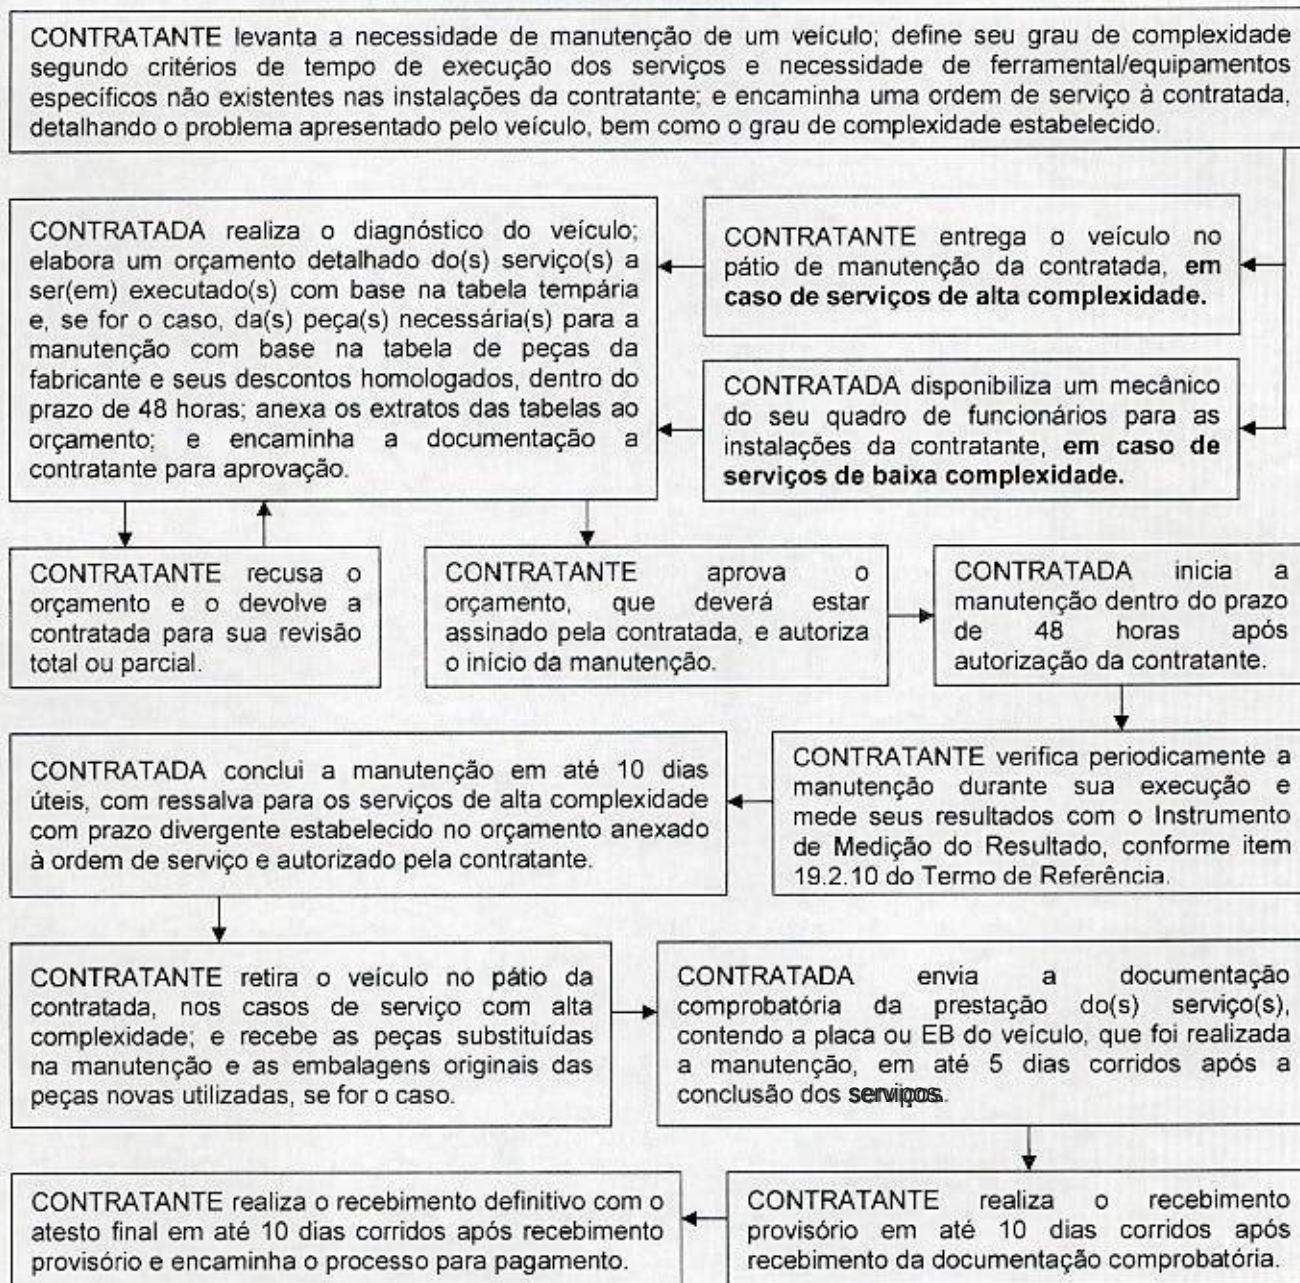 CONTRATANTE levanta a necessidade de manutenção de um veículo; define seu grau de complexidade
segundo critérios de tempo de execução dos serviços e necessidade de ferramental/equipamentos
específicos não existentes nas instalações da contratante; e encaminha uma ordem de serviço à contratada,
detalhando o problema apresentado pelo veículo, bem como o grau de complexidade estabelecido.
CONTRATANTE entrega o veículo no
pátio de manutenção da contratada, em
caso de serviços de alta complexidade.
CONTRATADA disponibiliza um mecânico
do seu quadro de funcionários para as
instalações da contratante, em caso de
serviços de baixa complexidade.
CONTRATADA realiza o diagnóstico do veículo;
elabora um orçamento detalhado do(s) serviço(s) a
ser(em) executado(s) com base na tabela tempária
e, se for o caso, da(s) peça(s) necessária(s) para a
manutenção com base na tabela de peças da
fabricante e seus descontos homologados, dentro do
prazo de 48 horas; anexa os extratos das tabelas ao
orçamento; e encaminha a documentação a
contratante para aprovação.
CONTRATANTE recusa o
orçamento e o devolve a
contratada para sua revisão
total ou parcial.
CONTRATANTE aprova o
orçamento, que deverá estar
assinado pela contratada, e autoriza
o início da manutenção.
CONTRATADA inicia a
manutenção dentro do prazo
de 48 horas após
autorização da contratante.
CONTRATANTE verifica periodicamente a
manutenção durante sua execução e
mede seus resultados com o Instrumento
de Medição do Resultado, conforme item
19.2.10 do Termo de Referência.
CONTRATADA conclui a manutenção em até 10 dias
úteis, com ressalva para os serviços de alta complexidade
com prazo divergente estabelecido no orçamento anexado
à ordem de serviço e autorizado pela contratante.
CONTRATANTE retira o veículo no pátio da
contratada, nos casos de serviço com alta
complexidade; e recebe as peças substituídas
na manutenção e as embalagens originais das
peças novas utilizadas, se for o caso.
CONTRATADA envia a documentação
comprobatória da prestação do(s) serviço(s),
contendo a placa ou EB do veículo, que foi realizada
a manutenção, em até 5 dias corridos após a
conclusão dos serviços.
CONTRATANTE realiza o recebimento
provisório em até 10 dias corridos após
recebimento da documentação comprobatória.
CONTRATANTE realiza o recebimento definitivo com o
atesto final em até 10 dias corridos após recebimento
provisório e encaminha o processo para pagamento.